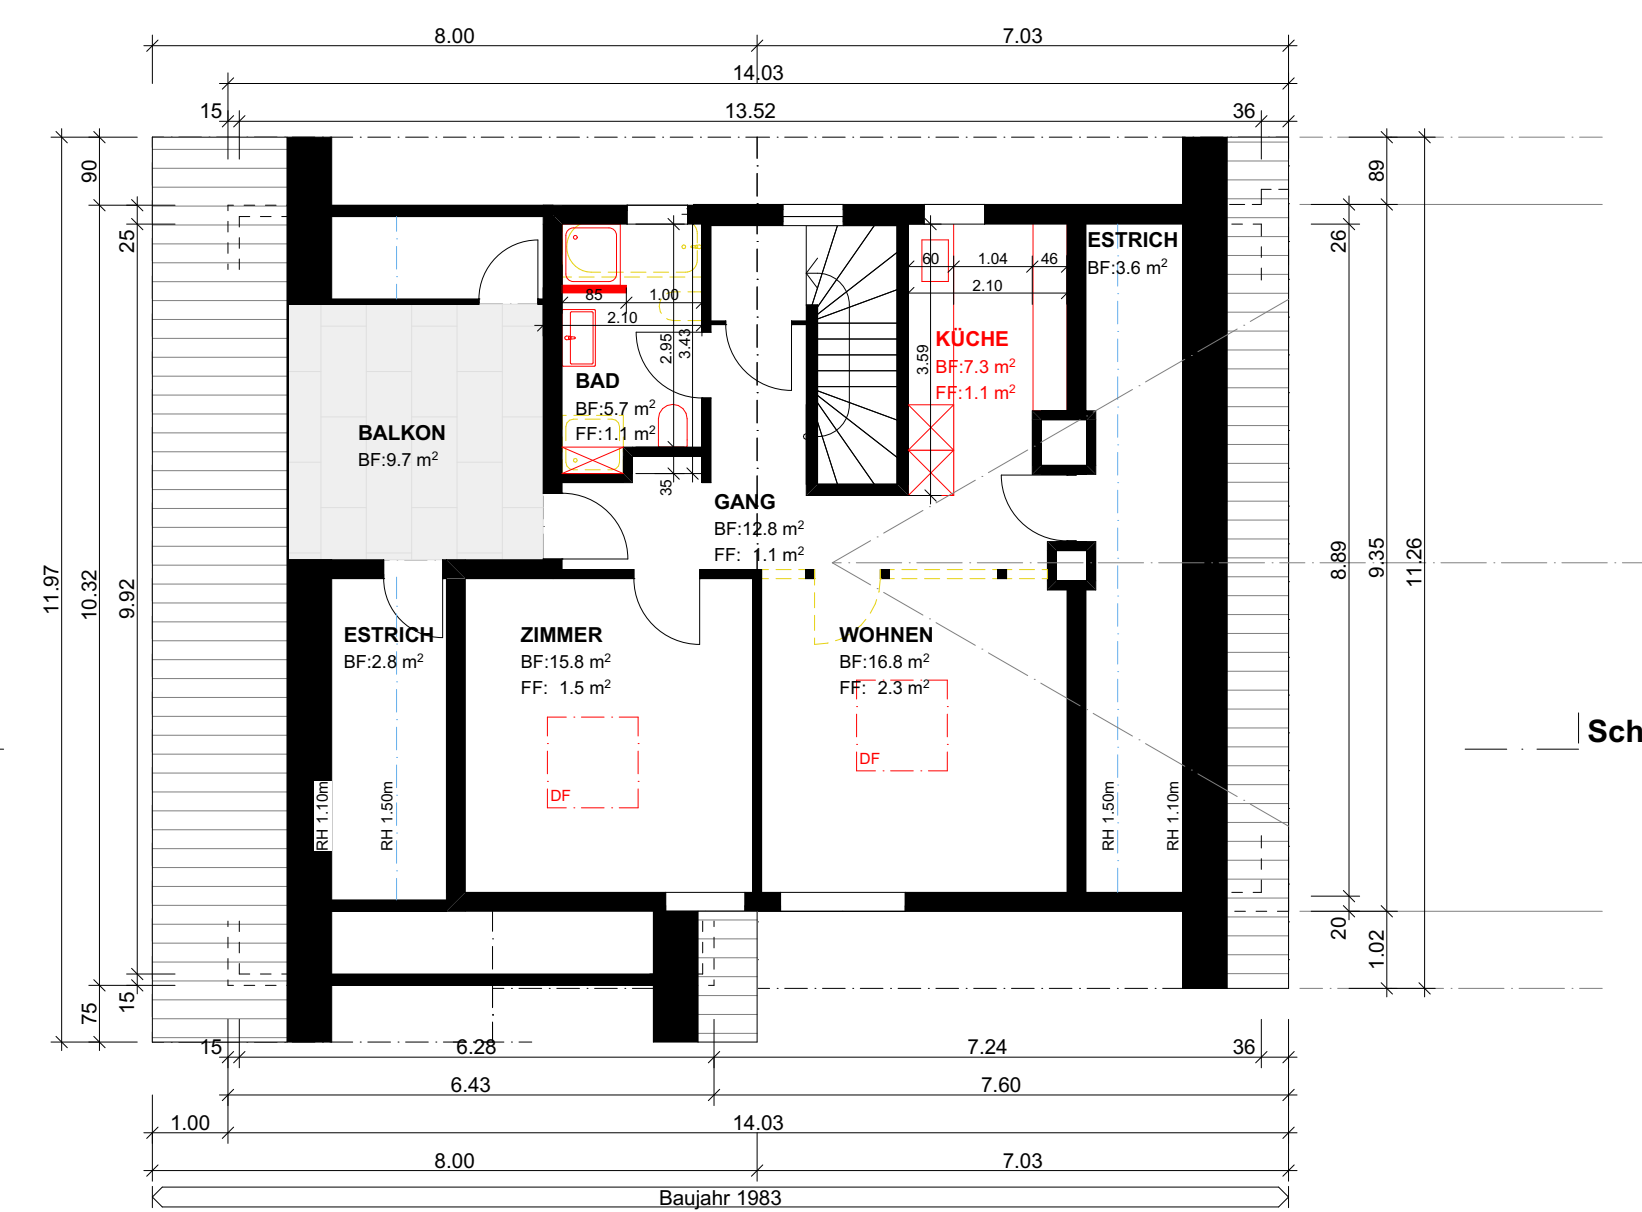 8.00
7.03
14.03
15
13.52
36
90
89
25
26
ESTRICH
BF:3.6 m²
60
1.04
46
2.10
85
1.00
2.10
2.95
3.43
3.59
KÜCHE
BF:7.3 m²
FF:1.1 m²
BAD
BF:5.7 m²
FF:1.1 m²
BALKON
BF:9.7 m²
35
GANG
BF:12.8 m²
FF: 1.1 m²
11.97
10.32
9.92
8.89
9.35
11.26
ESTRICH
BF:2.8 m²
ZIMMER
BF:15.8 m²
FF: 1.5 m²
WOHNEN
BF:16.8 m²
FF: 2.3 m²
Sch
DF
DF
RH 1.10m
RH 1.50m
RH 1.50m
RH 1.10m
20
1.02
75
15
15
6.28
7.24
36
6.43
7.60
1.00
14.03
8.00
7.03
Baujahr 1983